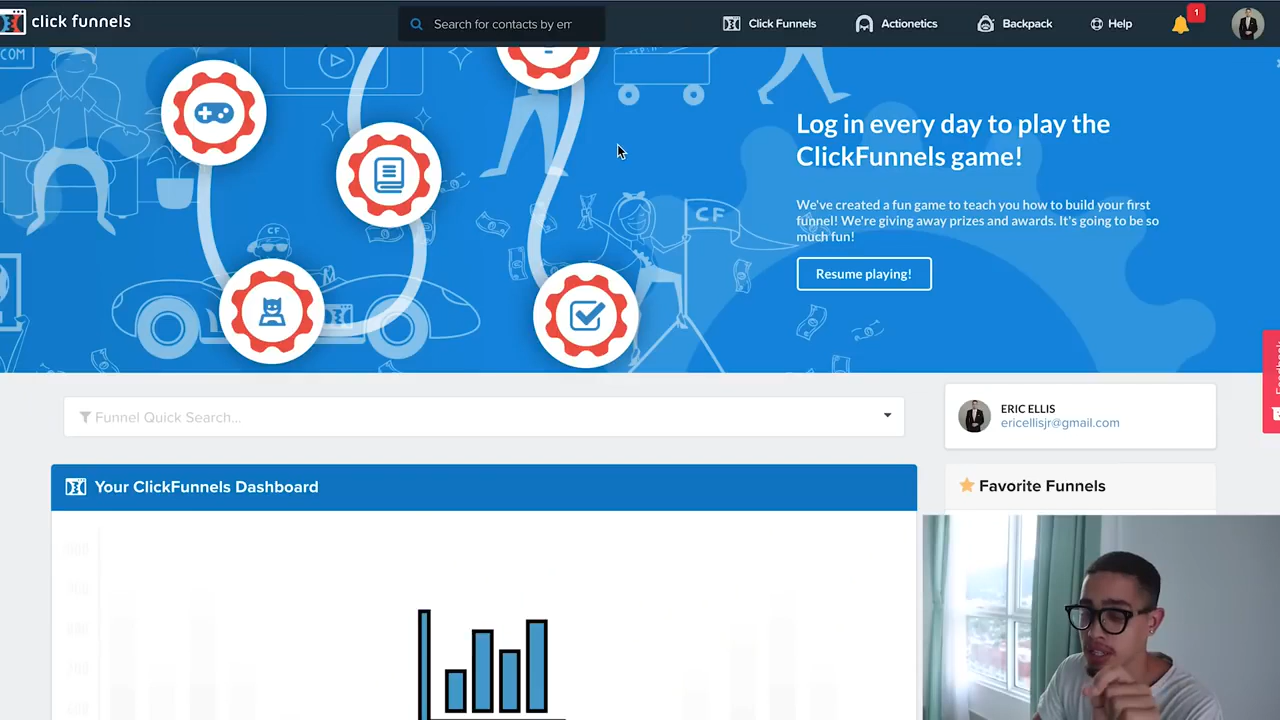 click funnels
Search for contacts by em
Click Funnels
Actionetics
Backpack
Help
1
.COM
CF
CF
Log in every day to play the
ClickFunnels game!
We've created a fun game to teach you how to build your first
funnel! We're giving away prizes and awards. It's going to be so
much fun!
Resume playing!
Funnel Quick Search...
ERIC ELLIS
ericellisjr@gmail.com
Your ClickFunnels Dashboard
Favorite Funnels